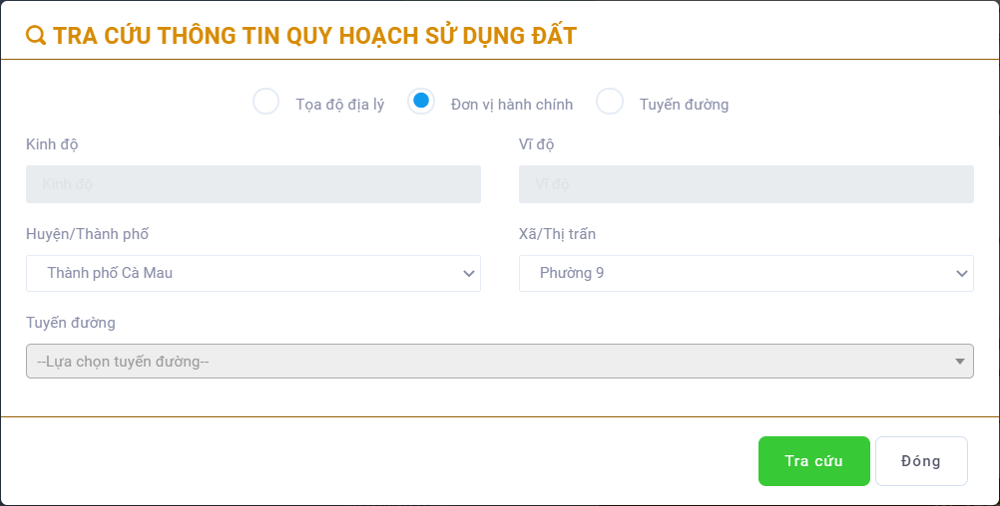 TRA CỨU THÔNG TIN QUY HOẠCH SỬ DỤNG ĐẤT
Tọa độ địa lý Đơn vị hành chính Tuyến đường
Kinh độ Vĩ độ
Kinh độ Vĩ độ
Huyện/Thành phố Xã/Thị trấn
Thành phố Cà Mau Phường 9
Tuyến đường
--Lựa chọn tuyến đường--
Tra cứu Đóng